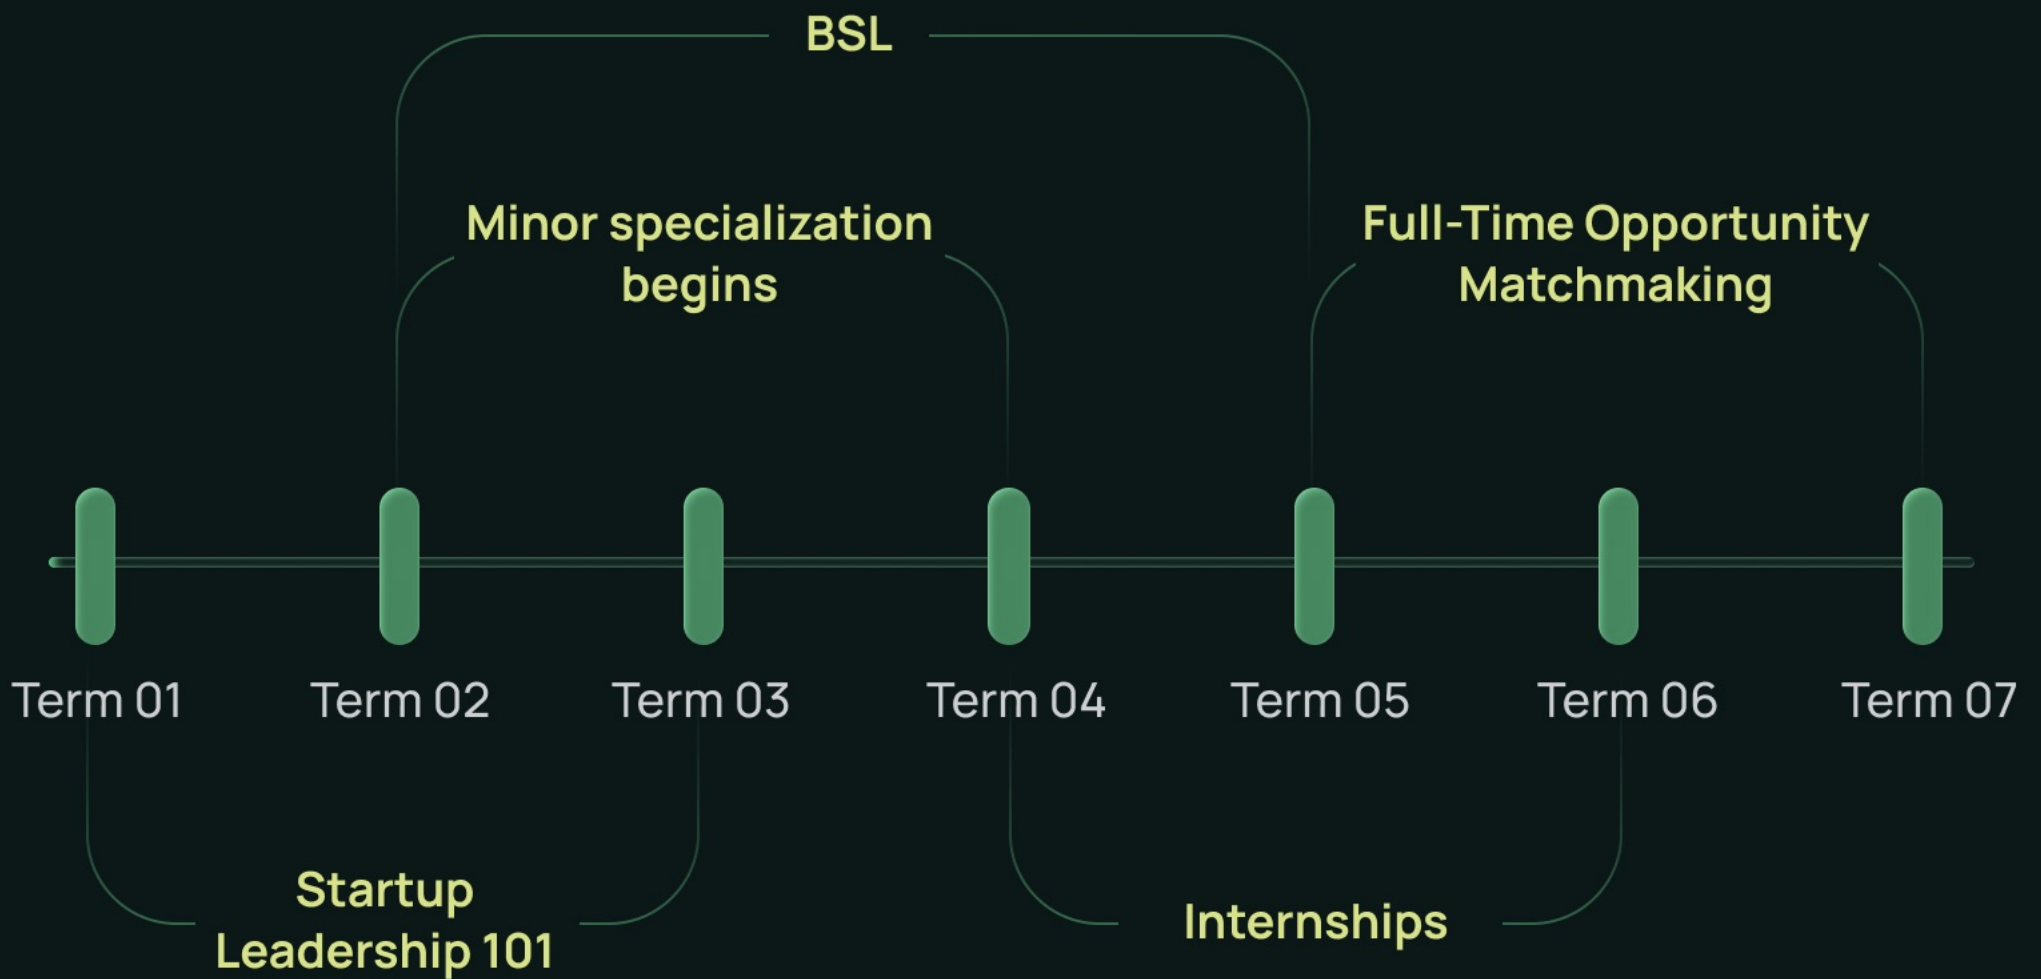 BSL
Minor specialization
begins
Full-Time Opportunity
Matchmaking
Term 01
Term 02
Term 03
Term 04
Term 05
Term 06
Term 07
Startup
Leadership 101
Internships